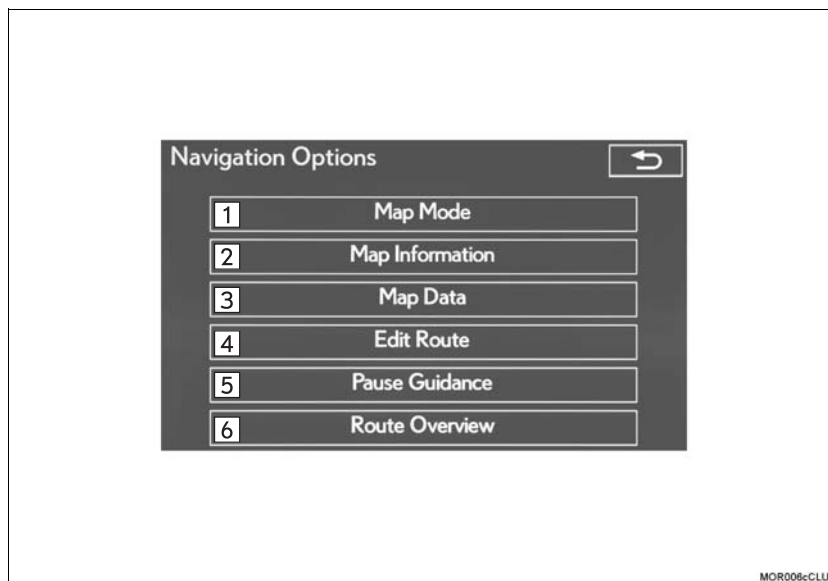 Navigation Options
1 Map Mode
2 Map Information
3 Map Data
4 Edit Route
5 Pause Guidance
6 Route Overview
MOR006cCLU